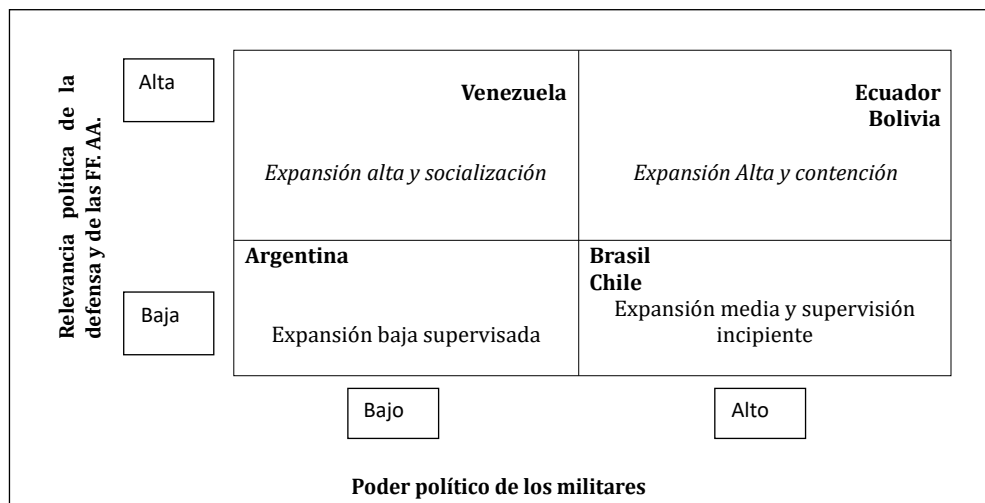 Relevancia política de la
defensa y de las FF. AA.
Alta
Venezuela
Expansión alta y socialización
Ecuador
Bolivia
Expansión Alta y contención
Baja
Argentina
Expansión baja supervisada
Brasil
Chile
Expansión media y supervisión
incipiente
Bajo
Alto
Poder político de los militares